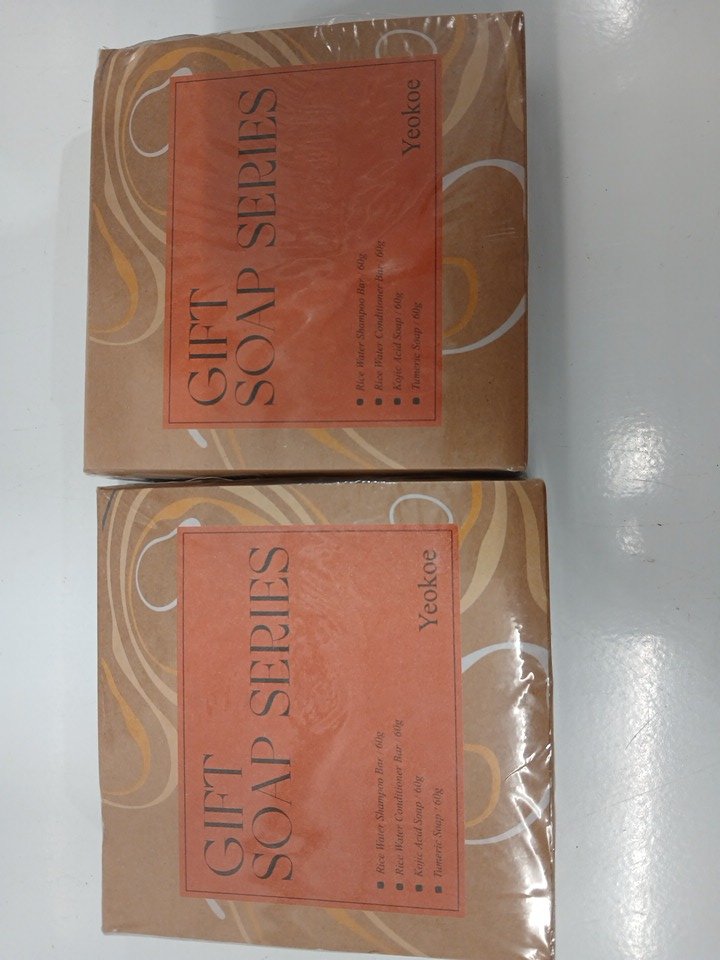 GIFT
SOAP SERIES
Rice Water Shampoo Bar : 60g
Rice Water Conditioner Bar : 60g
Kojic Acid Soap : 60g
Tumeric Soap : 60g
Yeokoe
GIFT
SOAP SERIES
Rice Water Shampoo Bar : 60g
Rice Water Conditioner Bar : 60g
Kojic Acid Soap : 60g
Tumeric Soap : 60g
Yeokoe